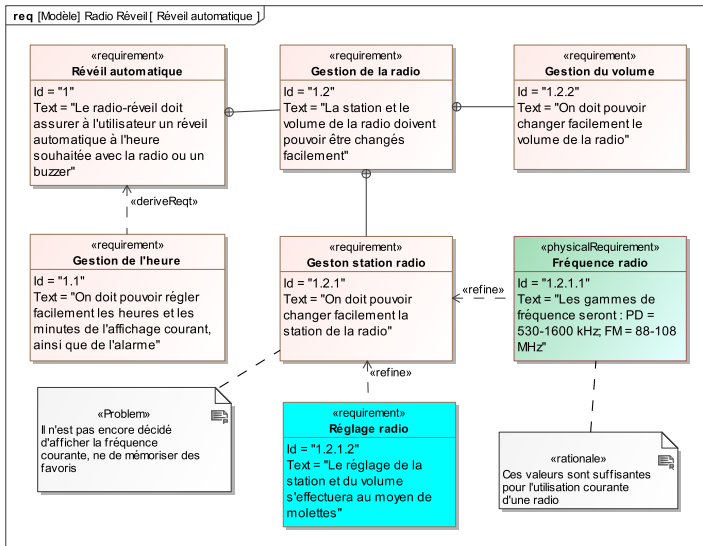 req [Modèle] Radio Réveil [ Réveil automatique ]
«requirement»
Réveil automatique
Id = "1"
Text = "Le radio-réveil doit
assurer à l'utilisateur un réveil
automatique à l'heure
souhaitée avec la radio ou un
buzzer"
«requirement»
Gestion de la radio
Id = "1.2"
Text = "La station et le
volume de la radio doivent
pouvoir être changés
facilement"
«requirement»
Gestion du volume
Id = "1.2.2"
Text = "On doit pouvoir
changer facilement le
volume de la radio"
«deriveReqt»
«requirement»
Gestion de l'heure
Id = "1.1"
Text = "On doit pouvoir régler
facilement les heures et les
minutes de l'affichage courant,
ainsi que de l'alarme"
«requirement»
Geston station radio
Id = "1.2.1"
Text = "On doit pouvoir
changer facilement la
station de la radio"
«refine»
«physicalRequirement»
Fréquence radio
Id = "1.2.1.1"
Text = "Les gammes de
fréquence seront : PD =
530-1600 kHz; FM = 88-108
MHz"
«refine»
«Problem»
Il n'est pas encore décidé
d'afficher la fréquence
courante, ne de mémoriser des
favoris
«requirement»
Réglage radio
Id = "1.2.1.2"
Text = "Le réglage de la
station et du volume
s'effectuera au moyen de
molettes"
«rationale»
Ces valeurs sont suffisantes
pour l'utilisation courante
d'une radio